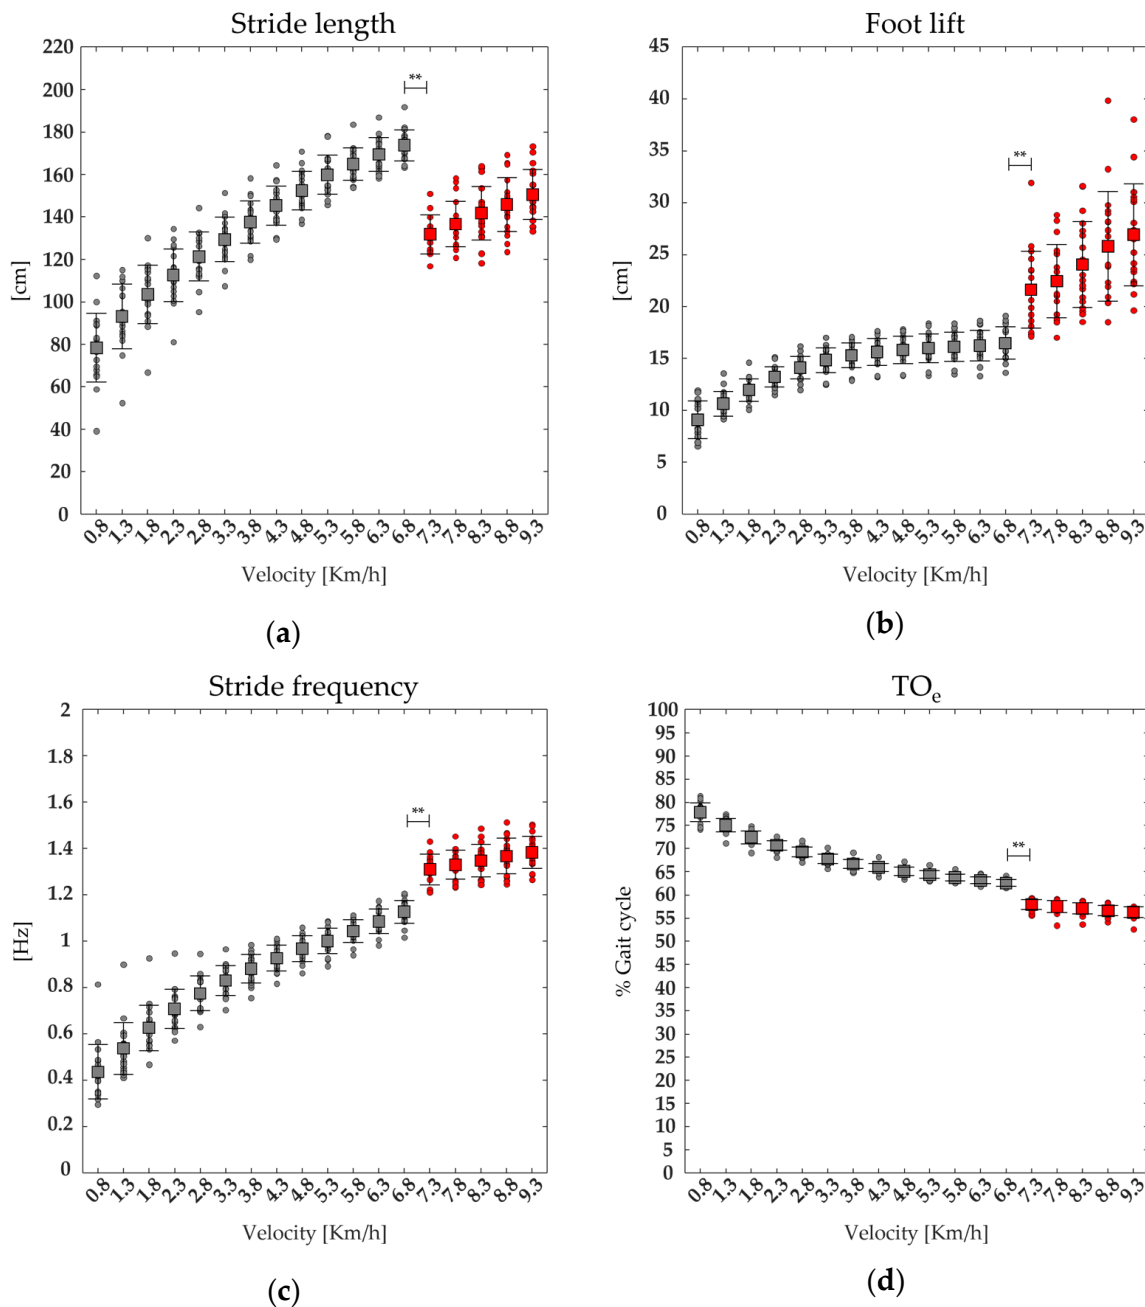 Stride length
220
200
180
160
140
120
100
80
60
40
20
0
[cm]
**
0.8 1.3 1.8 2.3 2.8 3.3 3.8 4.3 4.8 5.3 5.8 6.3 6.8 7.3 7.8 8.3 8.8 9.3
Velocity [Km/h]
(a)
Foot lift
45
40
35
30
25
20
15
10
5
0
[cm]
**
0.8 1.3 1.8 2.3 2.8 3.3 3.8 4.3 4.8 5.3 5.8 6.3 6.8 7.3 7.8 8.3 8.8 9.3
Velocity [Km/h]
(b)
Stride frequency
2
1.8
1.6
1.4
1.2
1
0.8
0.6
0.4
0.2
0
[Hz]
**
0.8 1.3 1.8 2.3 2.8 3.3 3.8 4.3 4.8 5.3 5.8 6.3 6.8 7.3 7.8 8.3 8.8 9.3
Velocity [Km/h]
(c)
TOe
100
95
90
85
80
75
70
65
60
55
50
45
40
35
30
25
20
15
10
5
0
% Gait cycle
**
0.8 1.3 1.8 2.3 2.8 3.3 3.8 4.3 4.8 5.3 5.8 6.3 6.8 7.3 7.8 8.3 8.8 9.3
Velocity [Km/h]
(d)